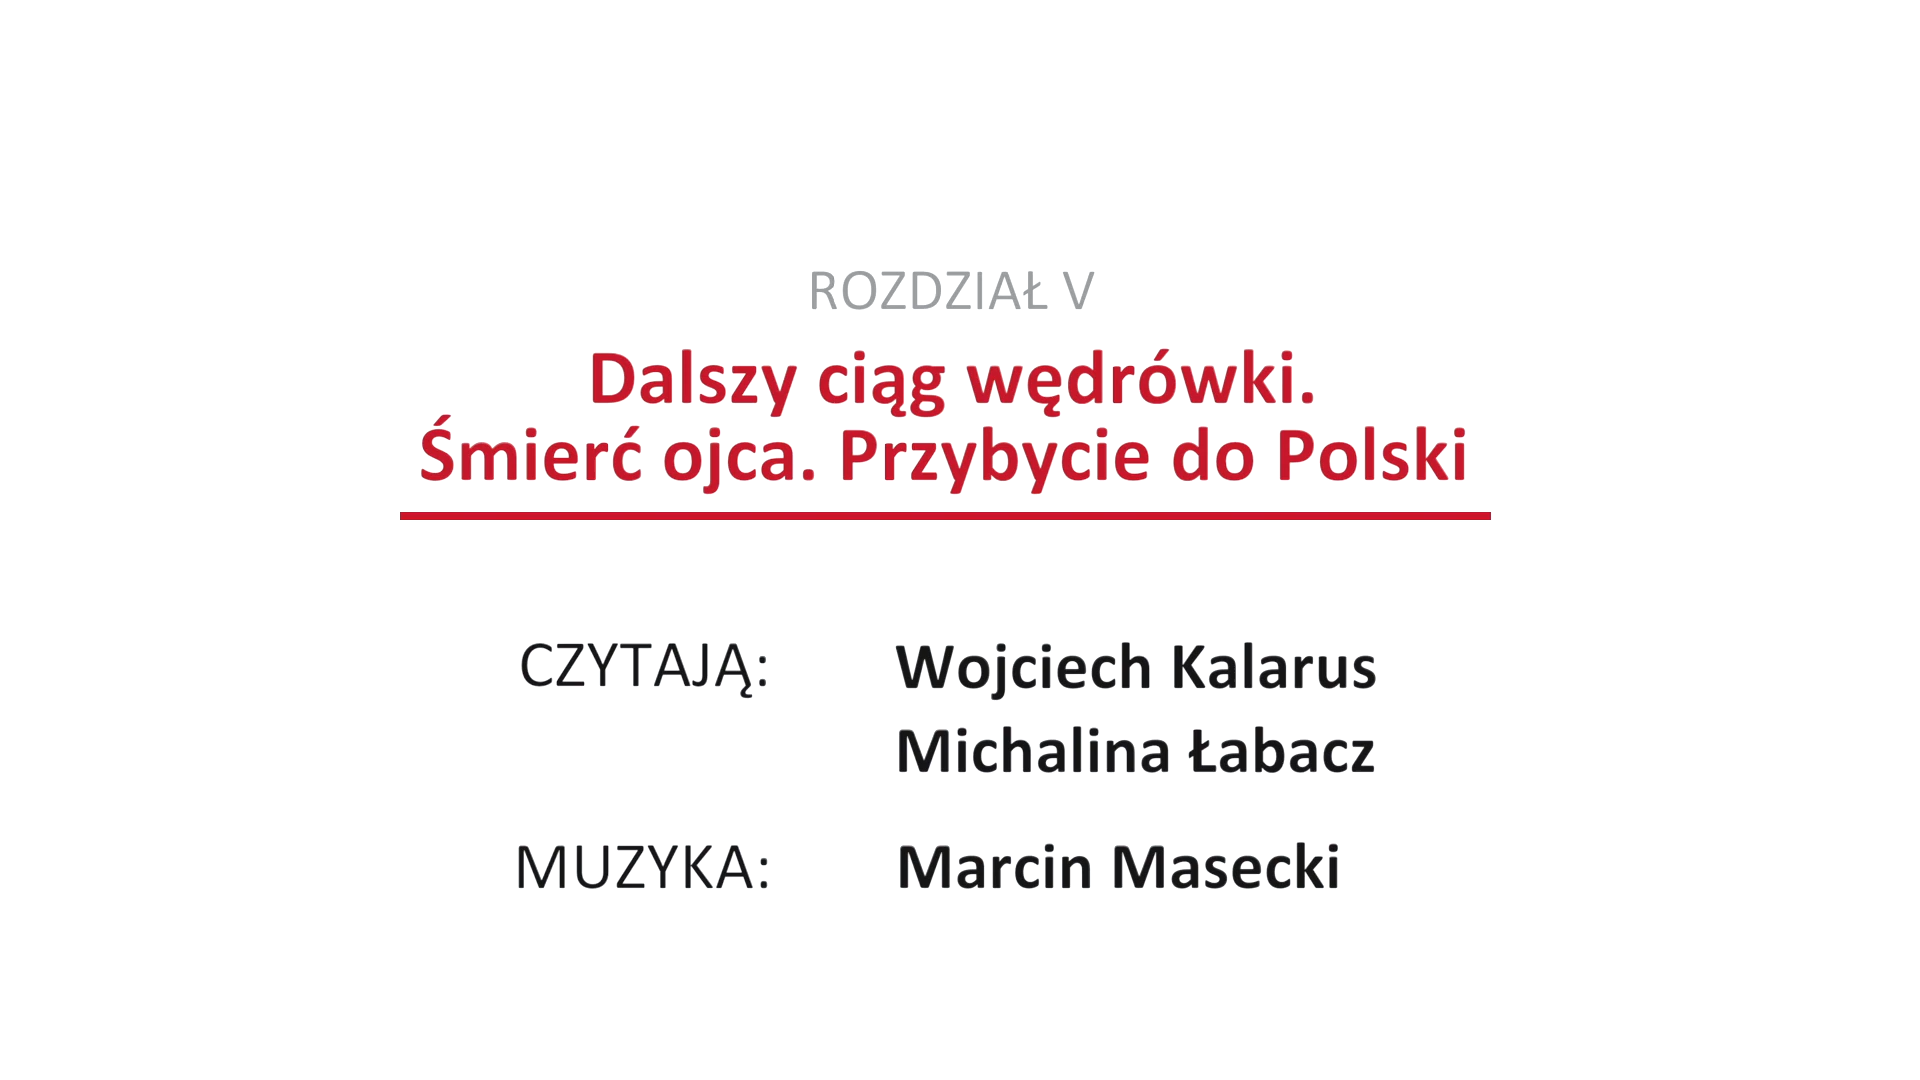 ROZDZIAŁ V
Dalszy ciąg wędrówki.
Śmierć ojca. Przybycie do Polski
CZYTAJĄ: Wojciech Kalarus
Michalina Łabacz
MUZYKA: Marcin Masecki